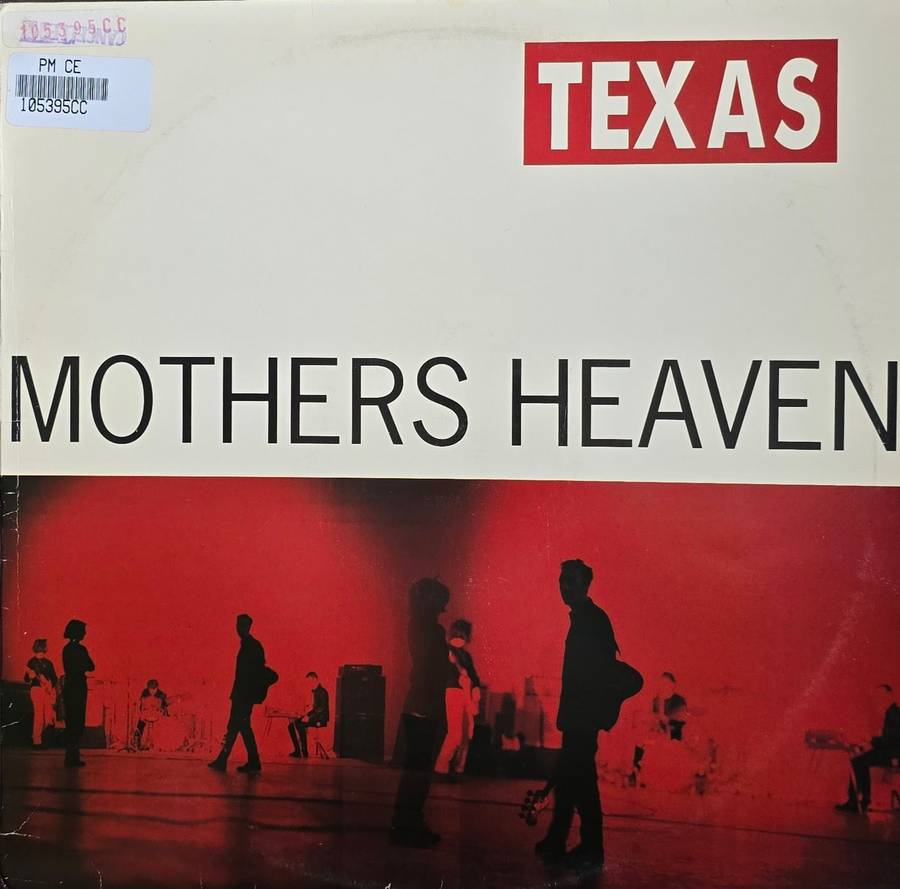 105395CC
PM CE
105395CC
TEXAS
MOTHERS HEAVEN